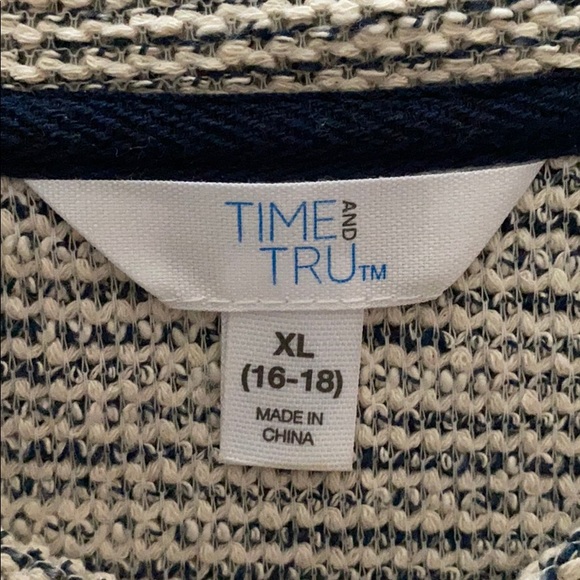 TIME AND
TRU™
XL
(16-18)
MADE IN
CHINA